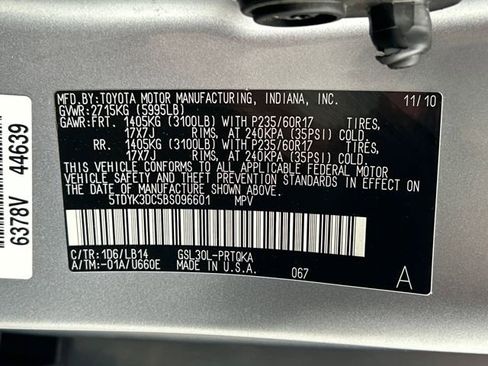 MFD.BY:TOYOTA MOTOR MANUFACTURING, INDIANA, INC. 11/10
GVWR:2715KG (5995LB)
GAWR:FRT. 1405KG (3100LB) WITH P235/60R17 TIRES,
17X7J RIMS, AT 240KPA (35PSI) COLD.
RR. 1405KG (3100LB) WITH P235/60R17 TIRES,
17X7J RIMS, AT 240KPA (35PSI) COLD.
THIS VEHICLE CONFORMS TO ALL APPLICABLE FEDERAL MOTOR
VEHICLE SAFETY AND THEFT PREVENTION STANDARDS IN EFFECT ON
THE DATE OF MANUFACTURE SHOWN ABOVE.
5TDYK3DC5BS096601 MPV
C/TR:1D6/LB14 GSL30L-PRTQKA
A/TM:-01A/U660E MADE IN U.S.A. 067 A
6378V 44639